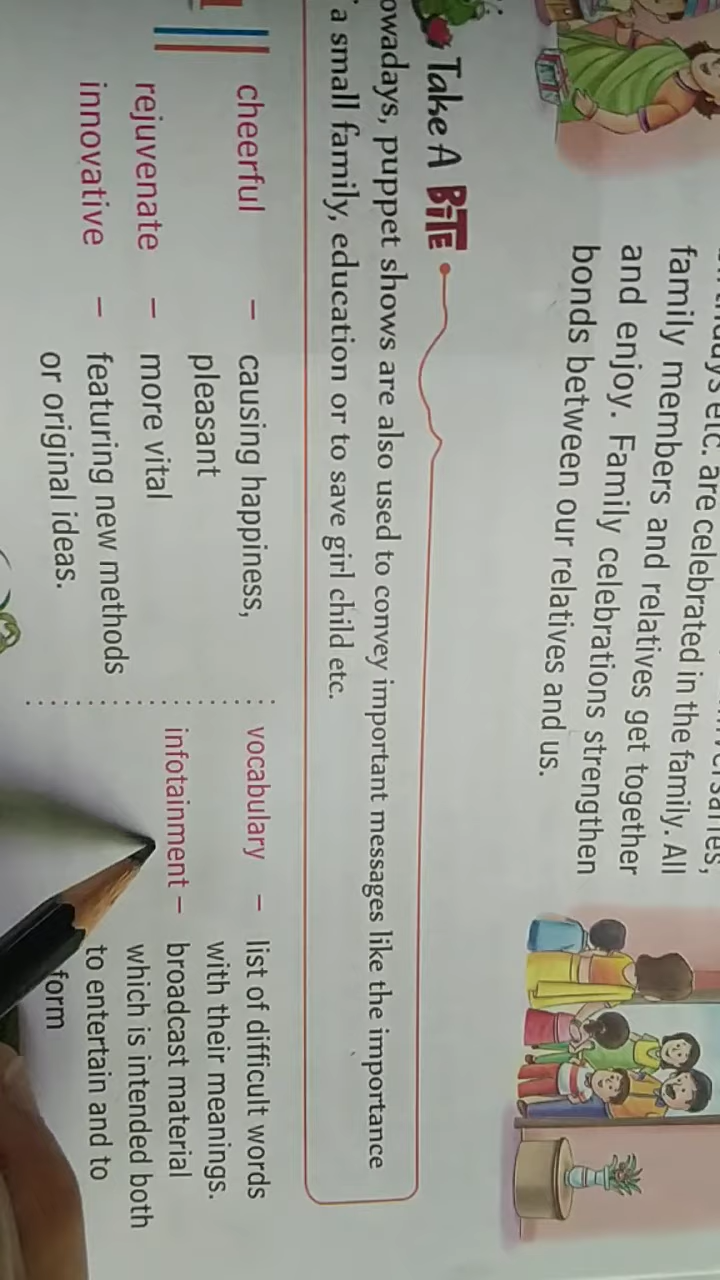 etc. are celebrated in the family. All
family members and relatives get together
and enjoy. Family celebrations strengthen
bonds between our relatives and us.
Take A BiTE
owadays, puppet shows are also used to convey important messages like the importance
a small family, education or to save girl child etc.
cheerful – causing happiness,
pleasant
rejuvenate – more vital
innovative – featuring new methods
or original ideas.
vocabulary – list of difficult words
with their meanings.
infotainment – broadcast material
which is intended both
to entertain and to
form